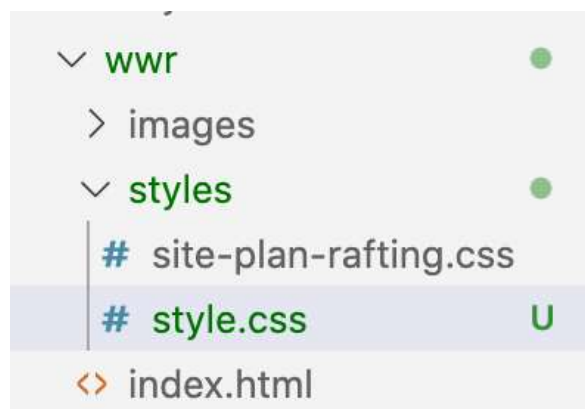 wwr
images
styles
# site-plan-rafting.css
# style.css U
<> index.html